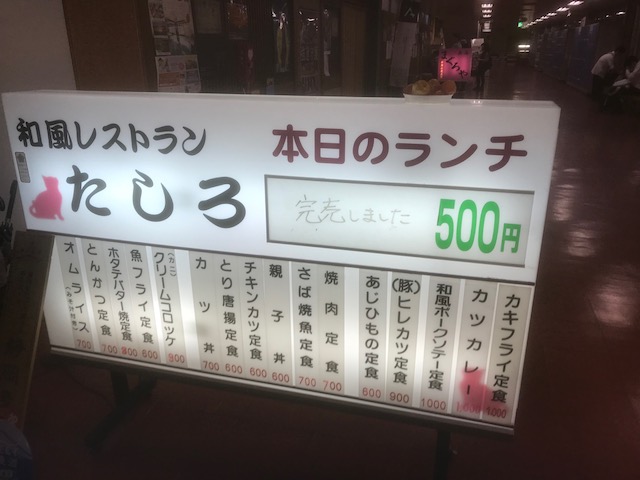 和風レストラン
たしろ
本日のランチ
完売しました
500円
カキフライ定食 1000
カツカレー
和風ポークソテー定食 1000
(豚)ヒレカツ定食 900
あじひもの定食 600
焼肉定食 700
さば焼魚定食 700
親子丼 600
チキンカツ定食 600
とり唐揚定食 600
カツ丼 700
(カニ)クリームコロッケ 900
魚フライ定食 600
ホタテバター焼定食 900
とんかつ定食 700
オムライス 700